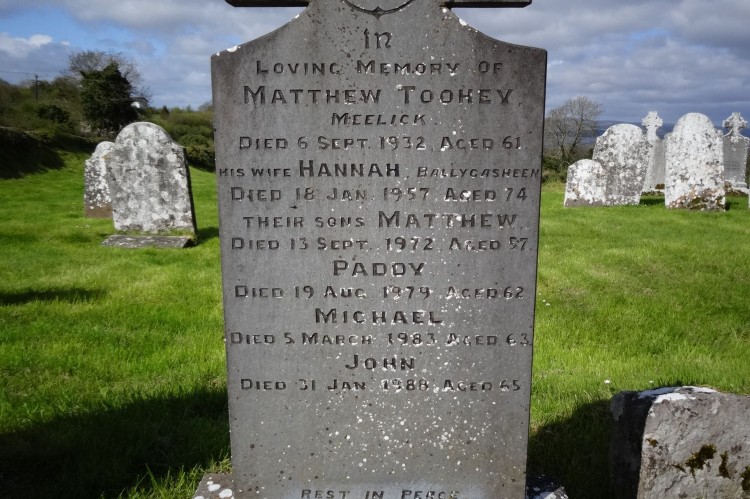 IN
LOVING MEMORY OF
MATTHEW TOOHEY
MEELICK
DIED 6 SEPT. 1932, AGED 61
HIS WIFE HANNAH, BALLYGASHEEN
DIED 18 JAN. 1957, AGED 74
THEIR SONS MATTHEW
DIED 13 SEPT. 1972, AGED 57
PADDY
DIED 19 AUG. 1979, AGED 62
MICHAEL
DIED 5 MARCH 1983, AGED 63
JOHN
DIED 31 JAN. 1988, AGED 65
REST IN PEACE